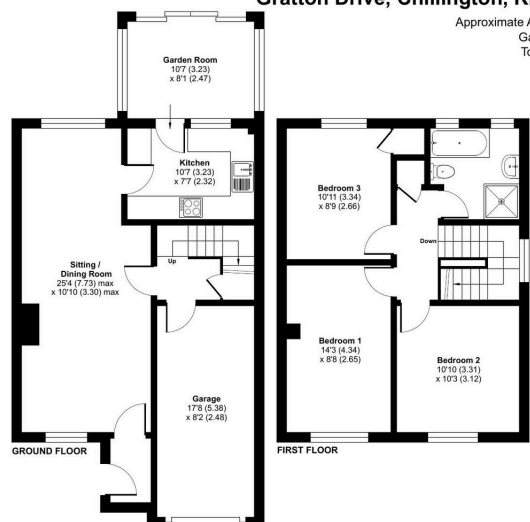 Gratton Drive, Chillington, Ki
Approximate A
Ga
To
Garden Room
10'7 (3.23)
x 8'1 (2.47)
Kitchen
10'7 (3.23)
x 7'7 (2.32)
Sitting /
Dining Room
25'4 (7.73) max
x 10'10 (3.30) max
Up
Garage
17'8 (5.38)
x 8'2 (2.48)
GROUND FLOOR
Bedroom 3
10'11 (3.34)
x 8'9 (2.66)
Down
Bedroom 1
14'3 (4.34)
x 8'8 (2.65)
Bedroom 2
10'10 (3.31)
x 10'3 (3.12)
FIRST FLOOR